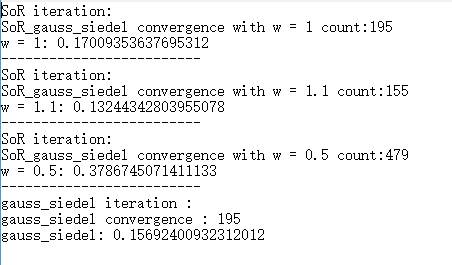 SoR iteration:
SoR_gauss_siedel convergence with w = 1 count:195
w = 1: 0.17009353637695312
-------------------------
SoR iteration:
SoR_gauss_siedel convergence with w = 1.1 count:155
w = 1.1: 0.13244342803955078
-------------------------
SoR iteration:
SoR_gauss_siedel convergence with w = 0.5 count:479
w = 0.5: 0.3786745071411133
-------------------------
gauss_siedel iteration :
gauss_siedel convergence : 195
gauss_siedel: 0.15692400932312012